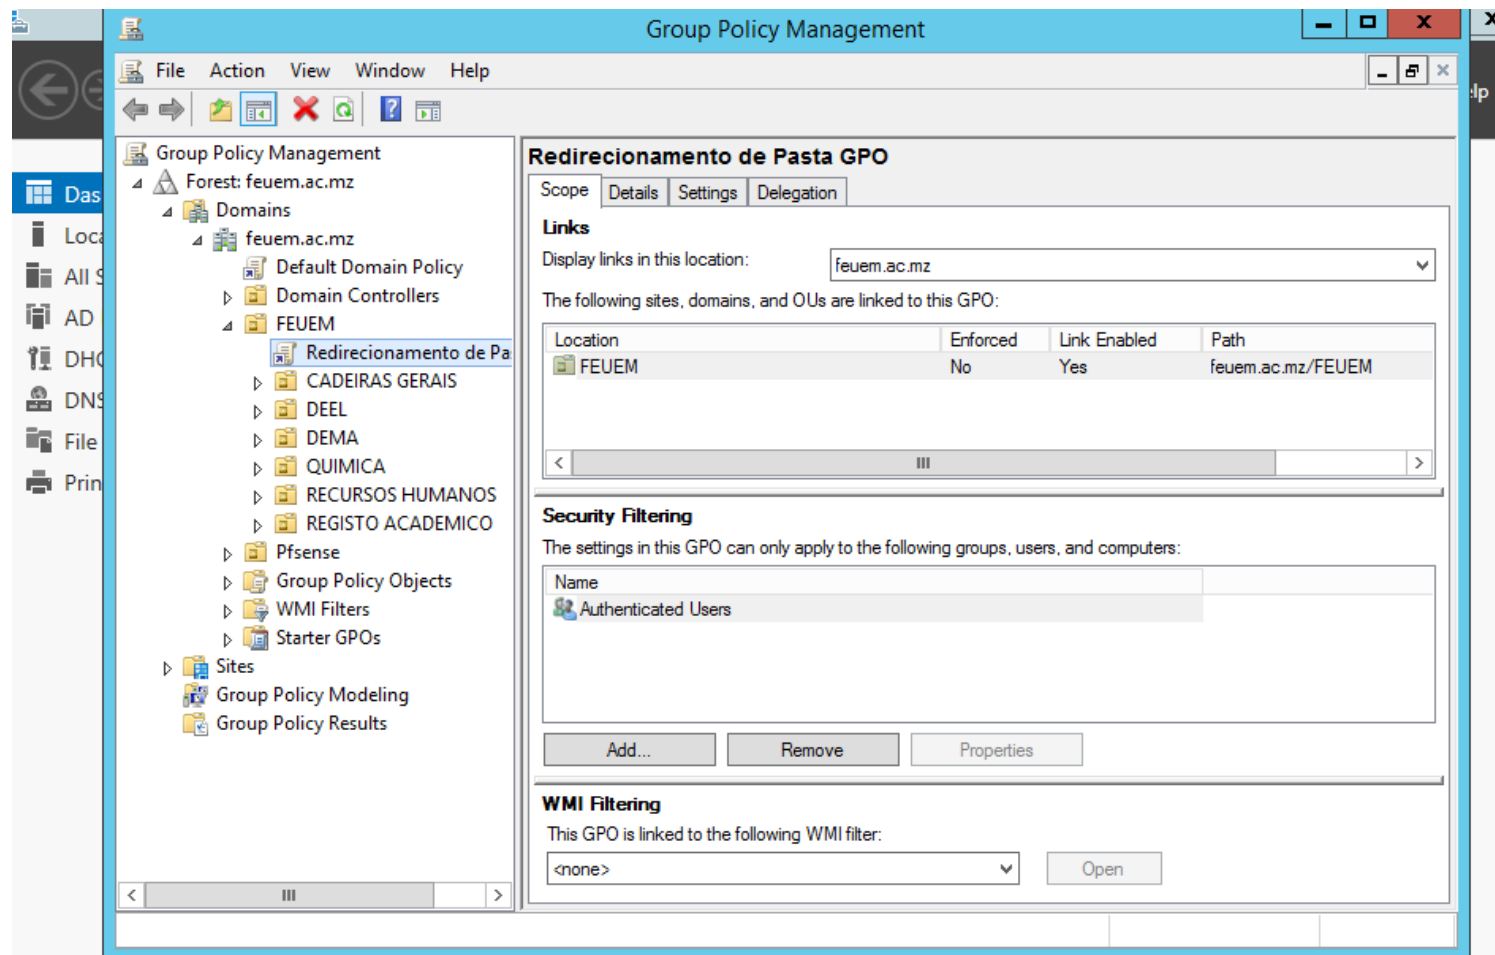 Group Policy Management
File Action View Window Help
Group Policy Management
Forest: feuem.ac.mz
Domains
feuem.ac.mz
Default Domain Policy
Domain Controllers
FEUEM
Redirecionamento de Pa
CADEIRAS GERAIS
DEEL
DEMA
QUIMICA
RECURSOS HUMANOS
REGISTO ACADEMICO
Pfsense
Group Policy Objects
WMI Filters
Starter GPOs
Sites
Group Policy Modeling
Group Policy Results
Redirecionamento de Pasta GPO
Scope Details Settings Delegation
Links
Display links in this location: feuem.ac.mz
The following sites, domains, and OUs are linked to this GPO:
Location Enforced Link Enabled Path
FEUEM No Yes feuem.ac.mz/FEUEM
Security Filtering
The settings in this GPO can only apply to the following groups, users, and computers:
Name
Authenticated Users
Add... Remove Properties
WMI Filtering
This GPO is linked to the following WMI filter:
<none> Open
Das
Loca
All S
AD
DHC
DNS
File
Prin
elp